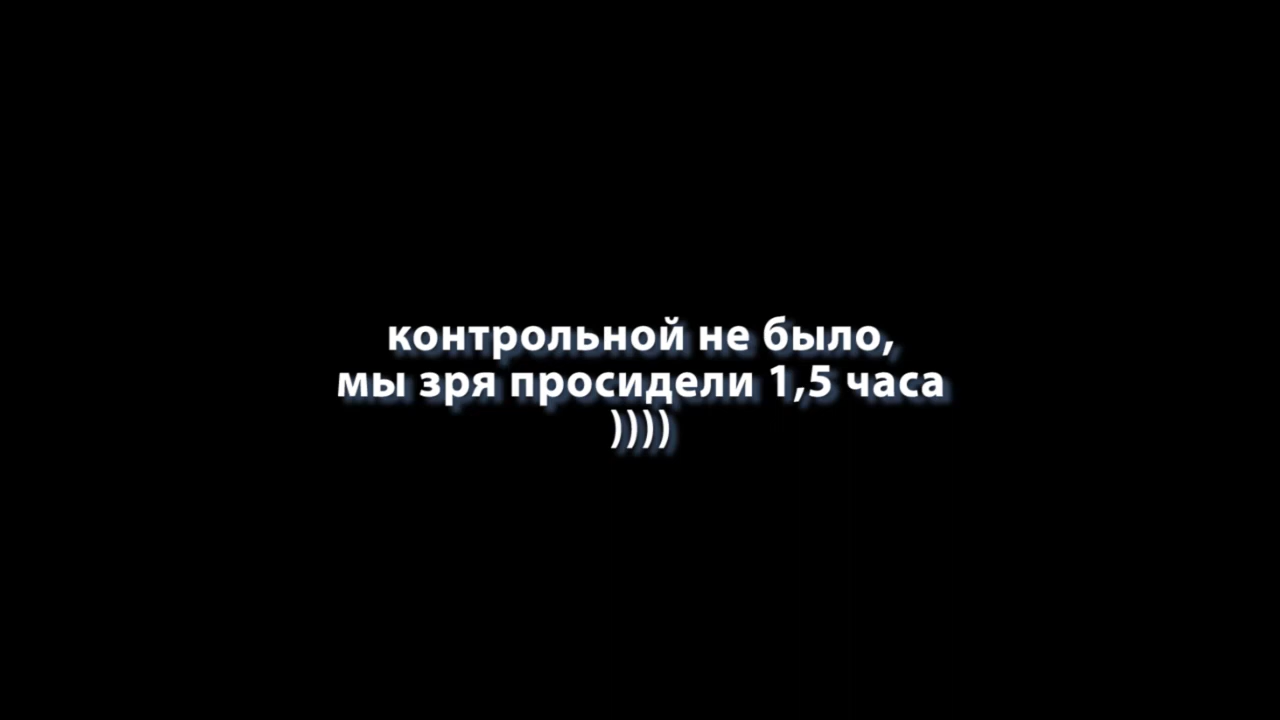 контрольной не было,
мы зря просидели 1,5 часа
))))